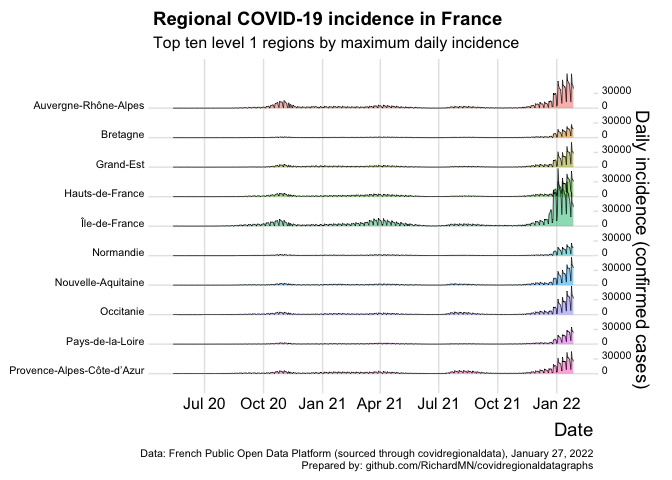 Regional COVID-19 incidence in France
Top ten level 1 regions by maximum daily incidence
Auvergne-Rhône-Alpes
30000
0
Bretagne
30000
0
Grand-Est
30000
0
Hauts-de-France
30000
0
Île-de-France
30000
0
Normandie
30000
0
Nouvelle-Aquitaine
30000
0
Occitanie
30000
0
Pays-de-la-Loire
30000
0
Provence-Alpes-Côte-d'Azur
30000
0
Daily incidence (confirmed cases)
Jul 20 Oct 20 Jan 21 Apr 21 Jul 21 Oct 21 Jan 22
Date
Data: French Public Open Data Platform (sourced through covidregionaldata), January 27, 2022
Prepared by: github.com/RichardMN/covidregionaldatagraphs